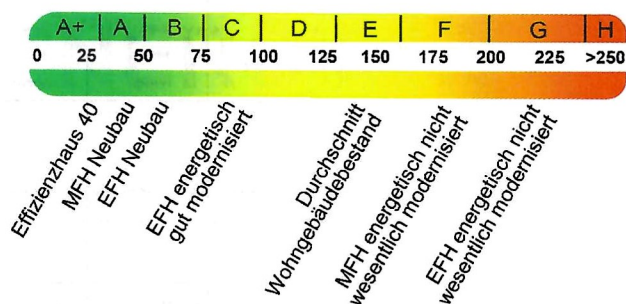 A+ A B C D E F G H
0 25 50 75 100 125 150 175 200 225 >250
Effizienzhaus 40
MFH Neubau
EFH Neubau
EFH energetisch
gut modernisiert
Durchschnitt
Wohngebäudebestand
MFH energetisch nicht
wesentlich modernisiert
EFH energetisch nicht
wesentlich modernisiert